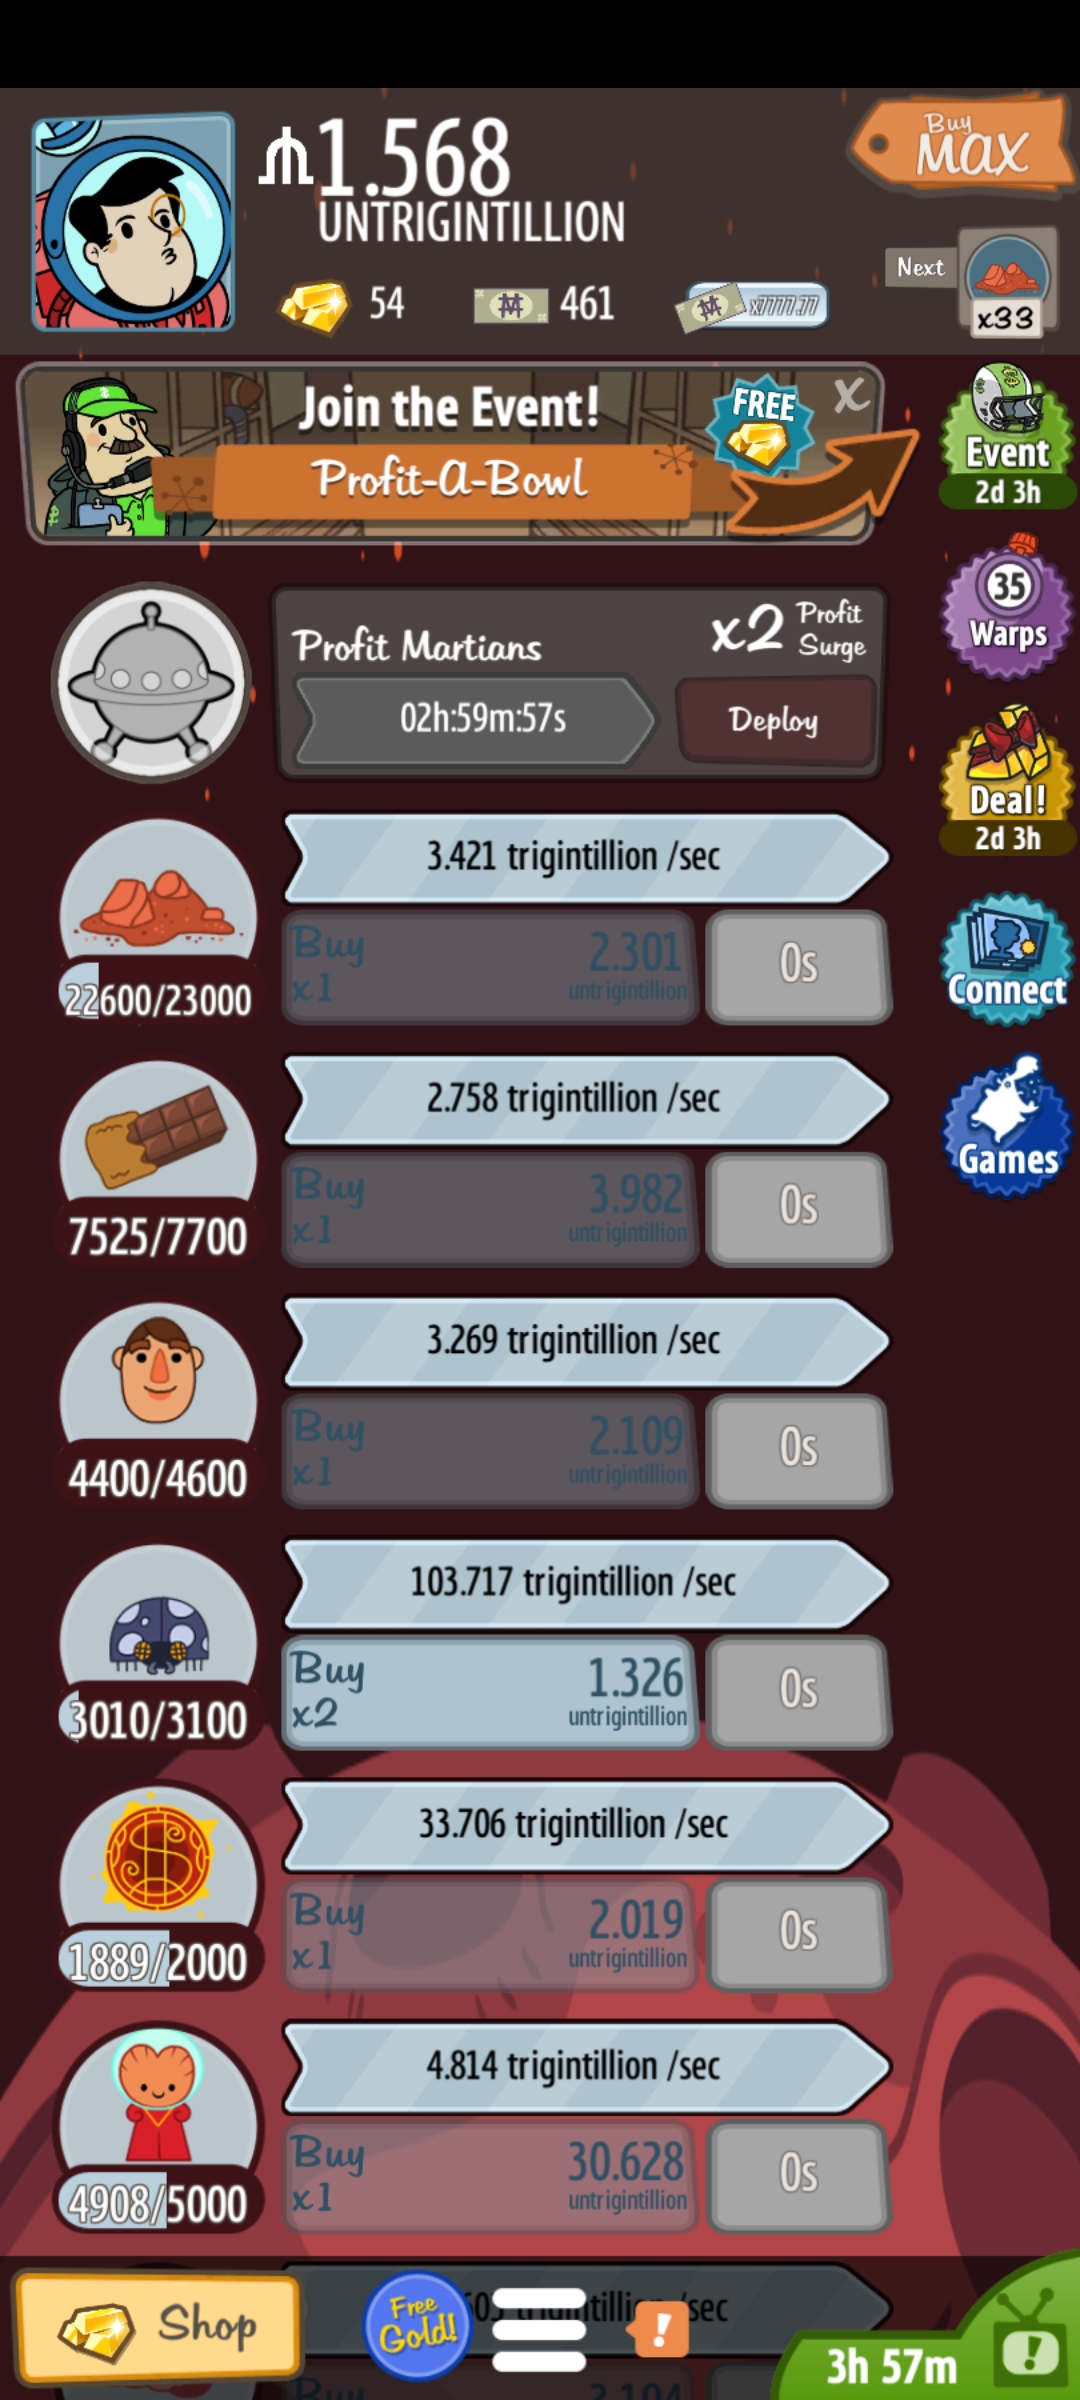 ₼1.568
UNTRIGINTILLION
Buy
MAX
54
461
x7777.77
Next
x33
Join the Event!
Profit-A-Bowl
FREE
X
Event
2d 3h
Profit Martians
x2 Profit Surge
02h:59m:57s
Deploy
35
Warps
Deal!
2d 3h
3.421 trigintillion /sec
22600/23000
Buy
x1
2.301
untrigintillion
0s
Connect
2.758 trigintillion /sec
7525/7700
Buy
x1
3.982
untrigintillion
0s
Games
3.269 trigintillion /sec
4400/4600
Buy
x1
2.109
untrigintillion
0s
103.717 trigintillion /sec
3010/3100
Buy
x2
1.326
untrigintillion
0s
33.706 trigintillion /sec
1889/2000
Buy
x1
2.019
untrigintillion
0s
4.814 trigintillion /sec
4908/5000
Buy
x1
30.628
untrigintillion
0s
Shop
Free
Gold!
/sec
!
3h 57m
!
Buy